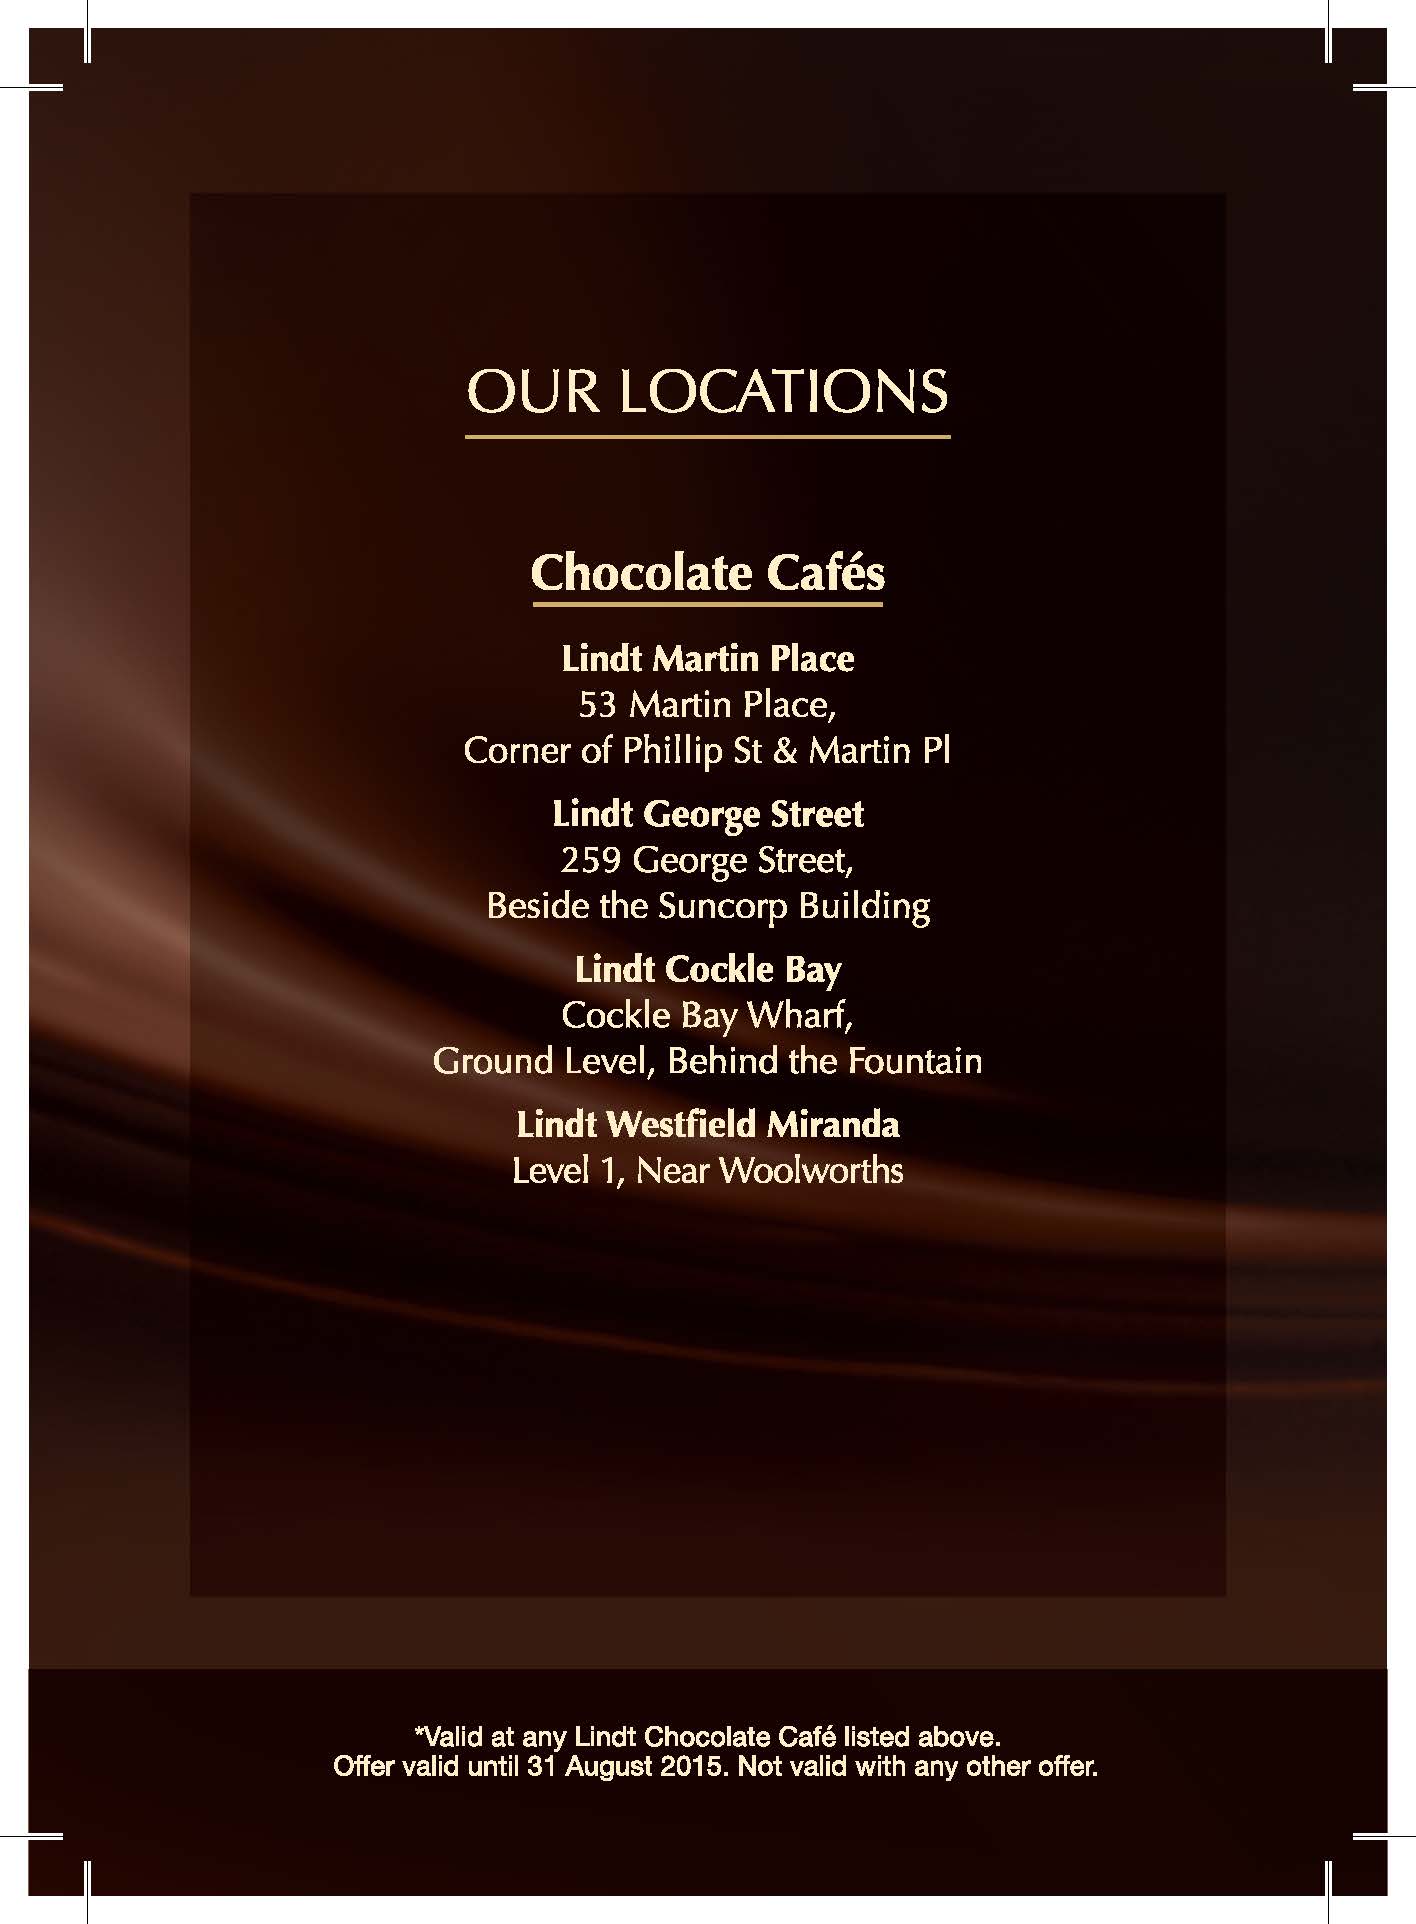 OUR LOCATIONS
Chocolate Cafés
Lindt Martin Place
53 Martin Place,
Corner of Phillip St & Martin Pl
Lindt George Street
259 George Street,
Beside the Suncorp Building
Lindt Cockle Bay
Cockle Bay Wharf,
Ground Level, Behind the Fountain
Lindt Westfield Miranda
Level 1, Near Woolworths
*Valid at any Lindt Chocolate Café listed above.
Offer valid until 31 August 2015. Not valid with any other offer.